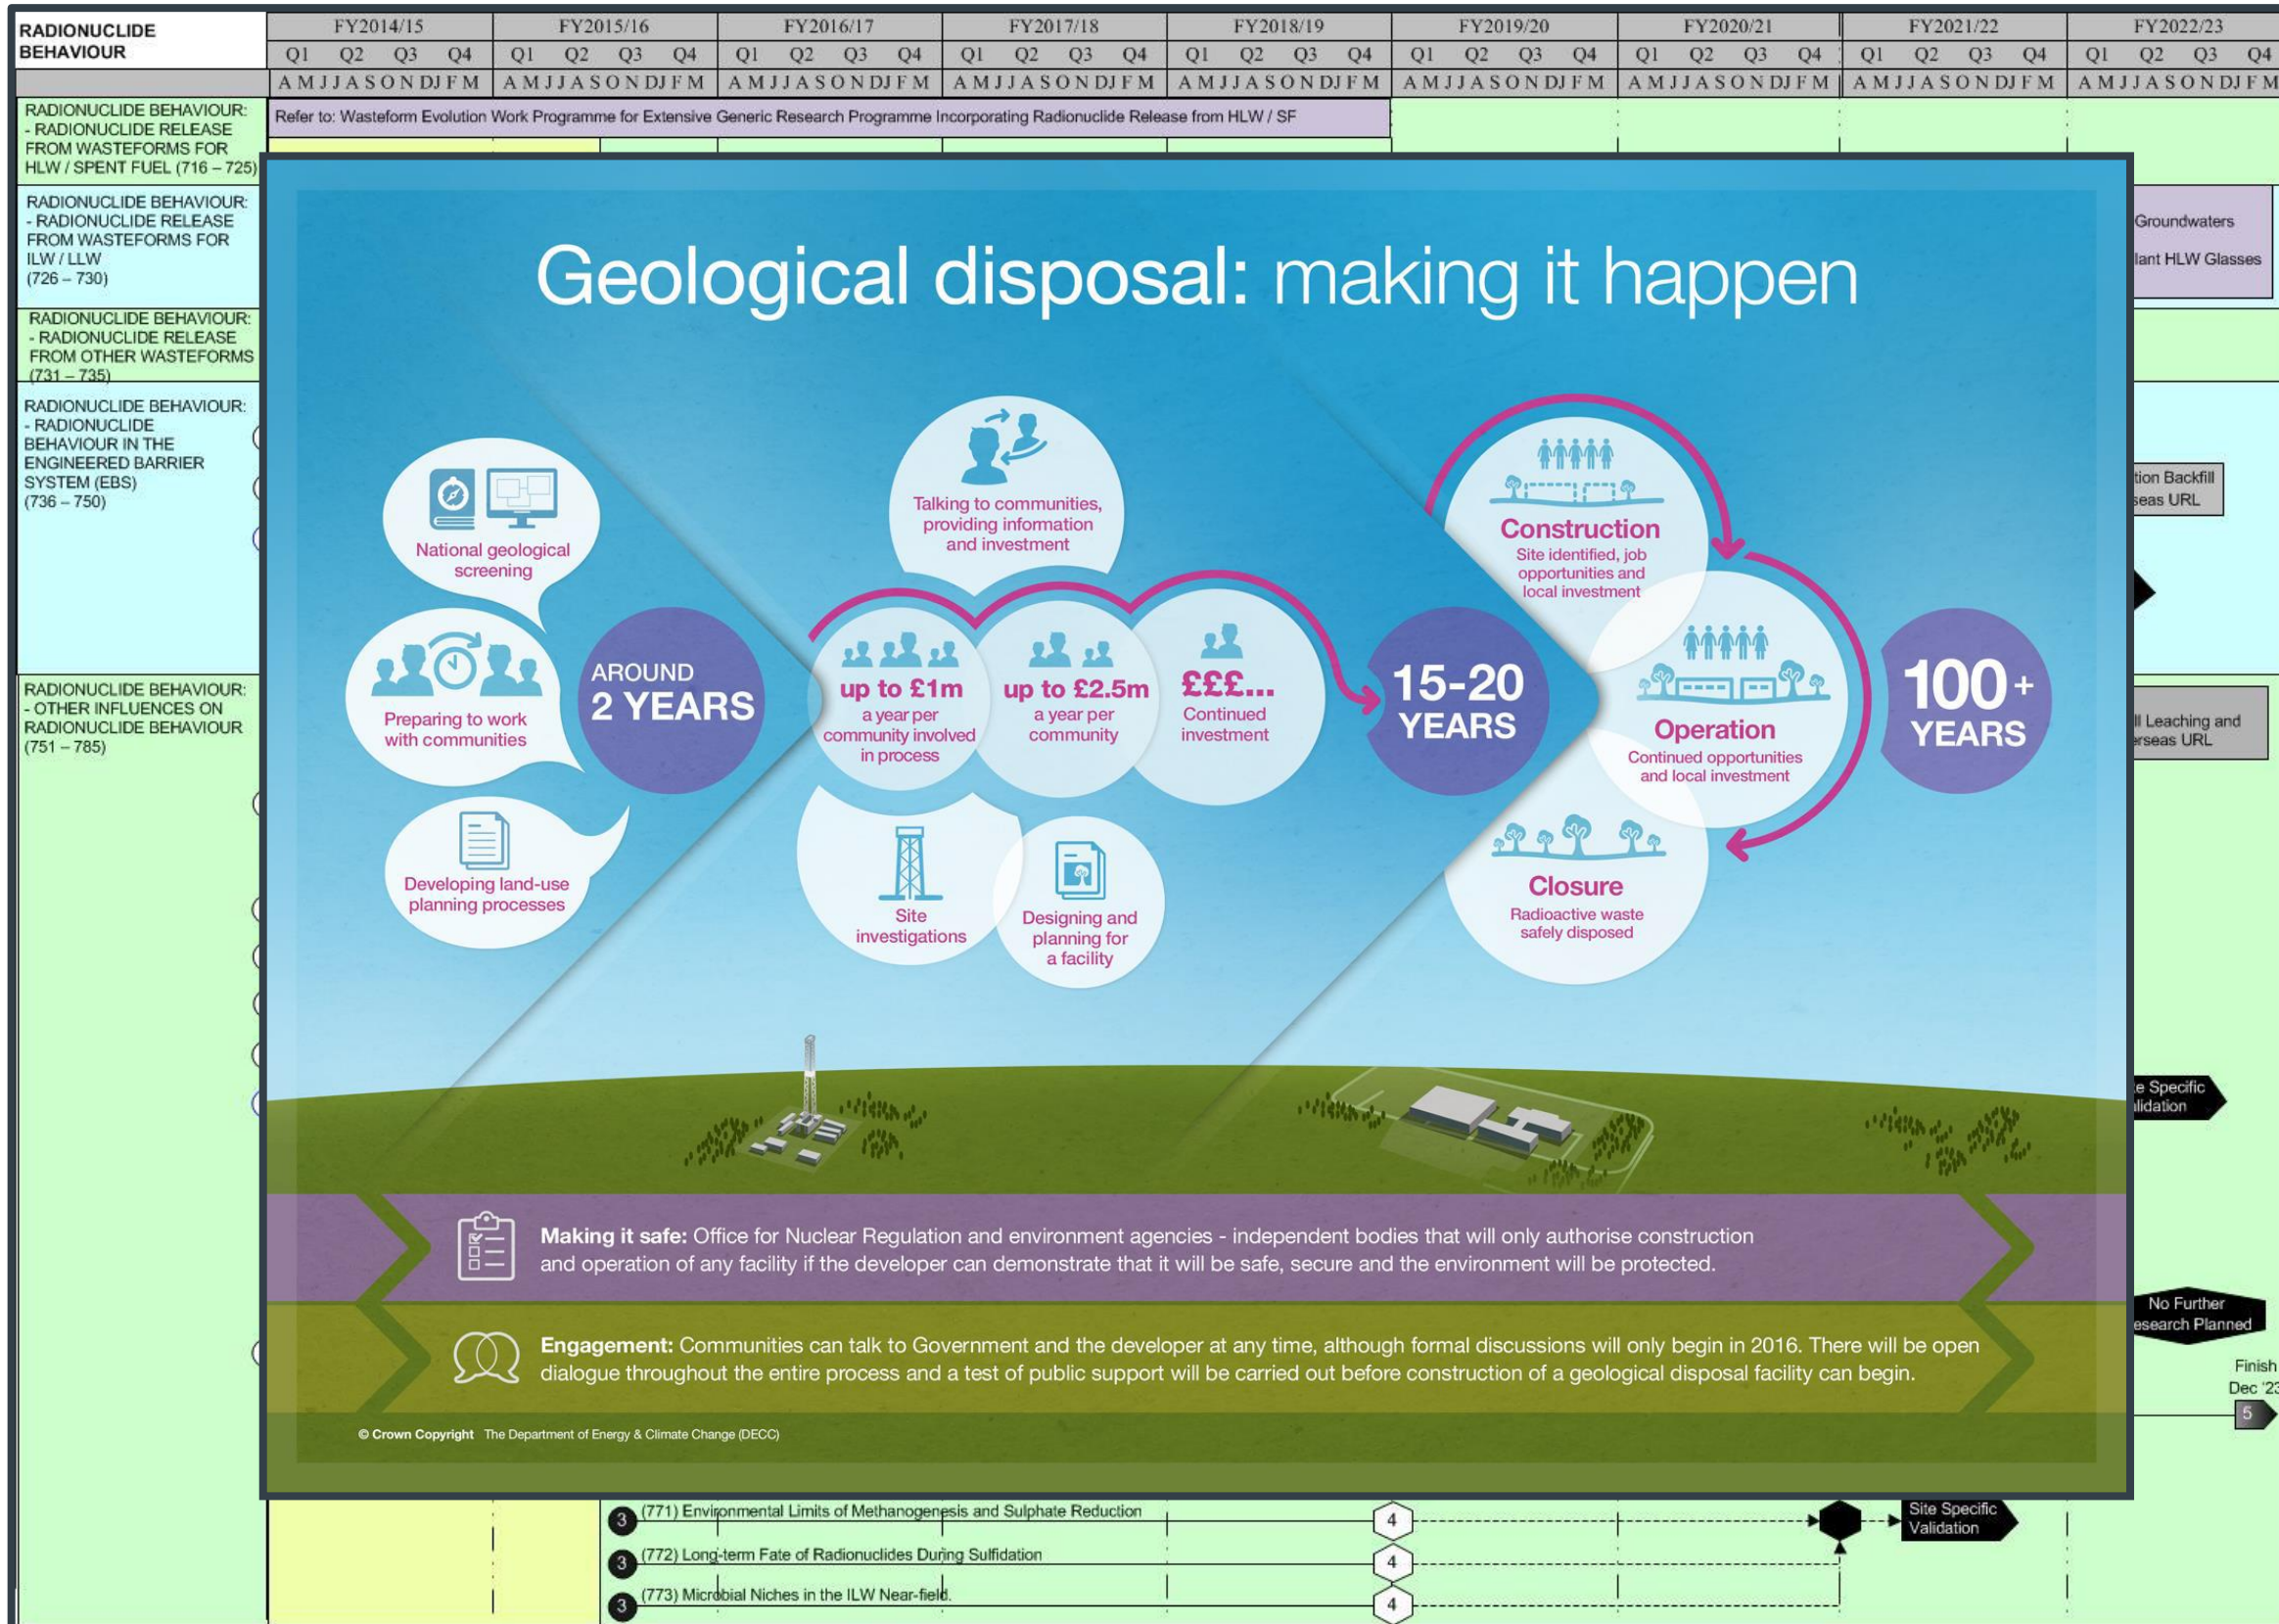 RADIONUCLIDE
BEHAVIOUR
FY2014/15 FY2015/16 FY2016/17 FY2017/18 FY2018/19 FY2019/20 FY2020/21 FY2021/22 FY2022/23
Q1 Q2 Q3 Q4 Q1 Q2 Q3 Q4 Q1 Q2 Q3 Q4 Q1 Q2 Q3 Q4 Q1 Q2 Q3 Q4 Q1 Q2 Q3 Q4 Q1 Q2 Q3 Q4 Q1 Q2 Q3 Q4 Q1 Q2 Q3 Q4
A M J J A S O N D J F M A M J J A S O N D J F M A M J J A S O N D J F M A M J J A S O N D J F M A M J J A S O N D J F M A M J J A S O N D J F M A M J J A S O N D J F M A M J J A S O N D J F M A M J J A S O N D J F M
RADIONUCLIDE BEHAVIOUR:
- RADIONUCLIDE RELEASE
FROM WASTEFORMS FOR
HLW / SPENT FUEL (716 – 725)
Refer to: Wasteform Evolution Work Programme for Extensive Generic Research Programme Incorporating Radionuclide Release from HLW / SF
RADIONUCLIDE BEHAVIOUR:
- RADIONUCLIDE RELEASE
FROM WASTEFORMS FOR
ILW / LLW
(726 – 730)
RADIONUCLIDE BEHAVIOUR:
- RADIONUCLIDE RELEASE
FROM OTHER WASTEFORMS
(731 – 735)
RADIONUCLIDE BEHAVIOUR:
- RADIONUCLIDE
BEHAVIOUR IN THE
ENGINEERED BARRIER
SYSTEM (EBS)
(736 – 750)
RADIONUCLIDE BEHAVIOUR:
- OTHER INFLUENCES ON
RADIONUCLIDE BEHAVIOUR
(751 – 785)
Geological disposal: making it happen
National geological
screening
Preparing to work
with communities
Developing land-use
planning processes
AROUND
2 YEARS
Talking to communities,
providing information
and investment
up to £1m
a year per
community involved
in process
up to £2.5m
a year per
community
£££...
Continued
investment
Site
investigations
Designing and
planning for
a facility
15-20
YEARS
Construction
Site identified, job
opportunities and
local investment
Operation
Continued opportunities
and local investment
Closure
Radioactive waste
safely disposed
100+
YEARS
Making it safe: Office for Nuclear Regulation and environment agencies - independent bodies that will only authorise construction
and operation of any facility if the developer can demonstrate that it will be safe, secure and the environment will be protected.
Engagement: Communities can talk to Government and the developer at any time, although formal discussions will only begin in 2016. There will be open
dialogue throughout the entire process and a test of public support will be carried out before construction of a geological disposal facility can begin.
© Crown Copyright The Department of Energy & Climate Change (DECC)
Groundwaters
HLW Glasses
Backfill
URL
Leaching and
URL
Specific
No Further
Planned
Finish
Dec '23
5
3 (771) Environmental Limits of Methanogenesis and Sulphate Reduction 4
Site Specific
Validation
3 (772) Long-term Fate of Radionuclides During Sulfidation 4
3 (773) Microbial Niches in the ILW Near-field. 4